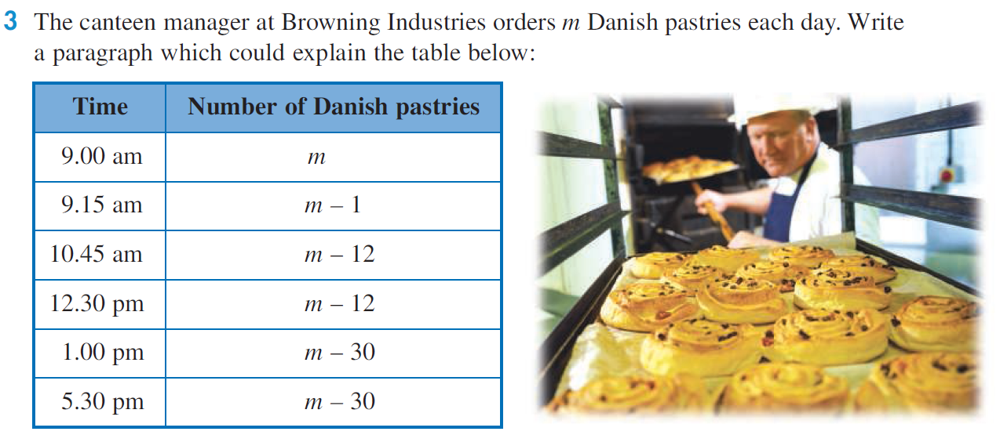 3 The canteen manager at Browning Industries orders m Danish pastries each day. Write
a paragraph which could explain the table below:
Time Number of Danish pastries
9.00 am m
9.15 am m – 1
10.45 am m – 12
12.30 pm m – 12
1.00 pm m – 30
5.30 pm m – 30